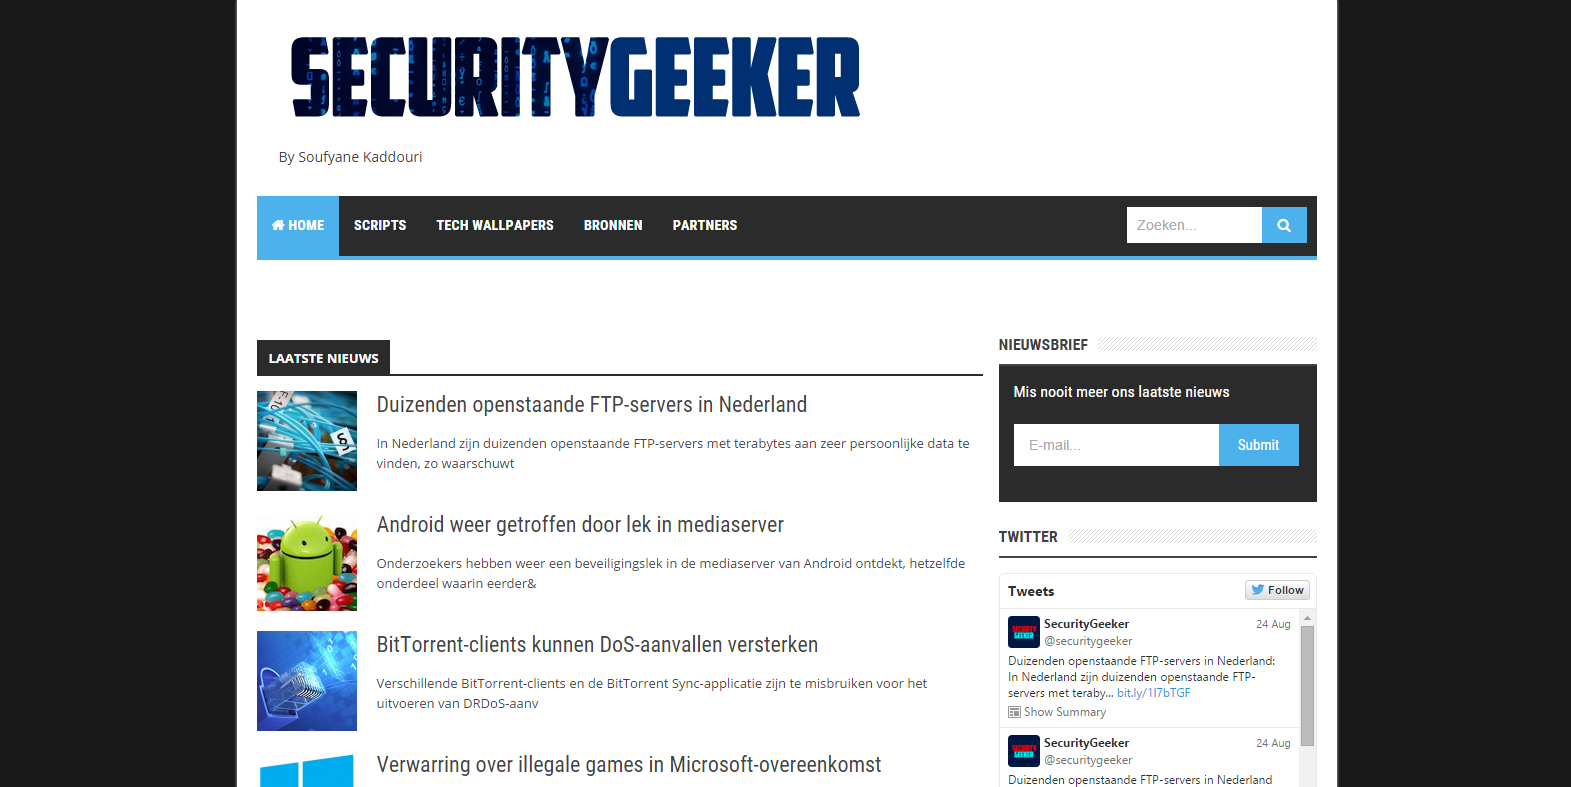 SECURITYGEEKER
By Soufyane Kaddouri
HOME SCRIPTS TECH WALLPAPERS BRONNEN PARTNERS Zoeken...
LAATSTE NIEUWS
Duizenden openstaande FTP-servers in Nederland
In Nederland zijn duizenden openstaande FTP-servers met terabytes aan zeer persoonlijke data te
vinden, zo waarschuwt
Android weer getroffen door lek in mediaserver
Onderzoekers hebben weer een beveiligingslek in de mediaserver van Android ontdekt, hetzelfde
onderdeel waarin eerder&
BitTorrent-clients kunnen DoS-aanvallen versterken
Verschillende BitTorrent-clients en de BitTorrent Sync-applicatie zijn te misbruiken voor het
uitvoeren van DRDoS-aanv
Verwarring over illegale games in Microsoft-overeenkomst
NIEUWSBRIEF
Mis nooit meer ons laatste nieuws
E-mail... Submit
TWITTER
Tweets Follow
SECURITY
GEEKER
SecurityGeeker 24 Aug
@securitygeeker
Duizenden openstaande FTP-servers in Nederland:
In Nederland zijn duizenden openstaande FTP-
servers met teraby... bit.ly/1I7bTGF
Show Summary
SECURITY
GEEKER
SecurityGeeker 24 Aug
@securitygeeker
Duizenden openstaande FTP-servers in Nederland